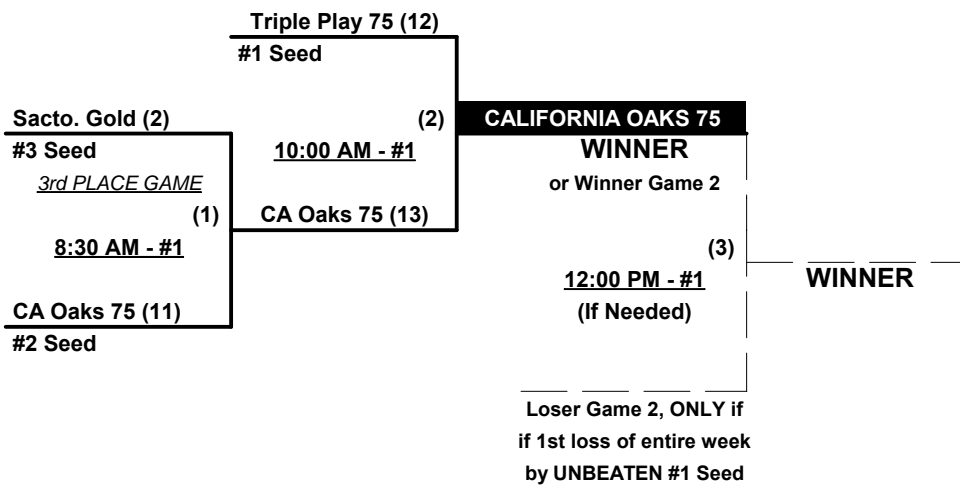 Triple Play 75 (12)
#1 Seed
Sacto. Gold (2)
#3 Seed
3rd PLACE GAME
(1)
8:30 AM - #1
CA Oaks 75 (11)
#2 Seed
(2)
10:00 AM - #1
CA Oaks 75 (13)
CALIFORNIA OAKS 75
WINNER
or Winner Game 2
(3)
12:00 PM - #1
(If Needed)
WINNER
Loser Game 2, ONLY if
if 1st loss of entire week
by UNBEATEN #1 Seed